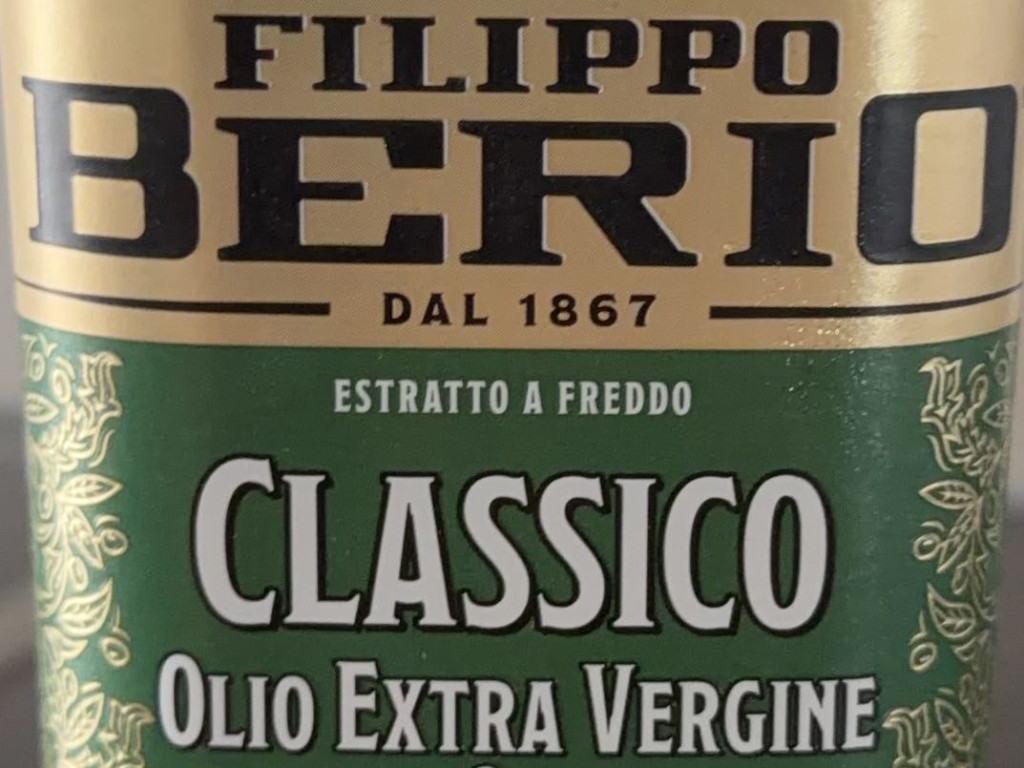 FILIPPO
BERIO
DAL 1867
ESTRATTO A FREDDO
CLASSICO
OLIO EXTRA VERGINE